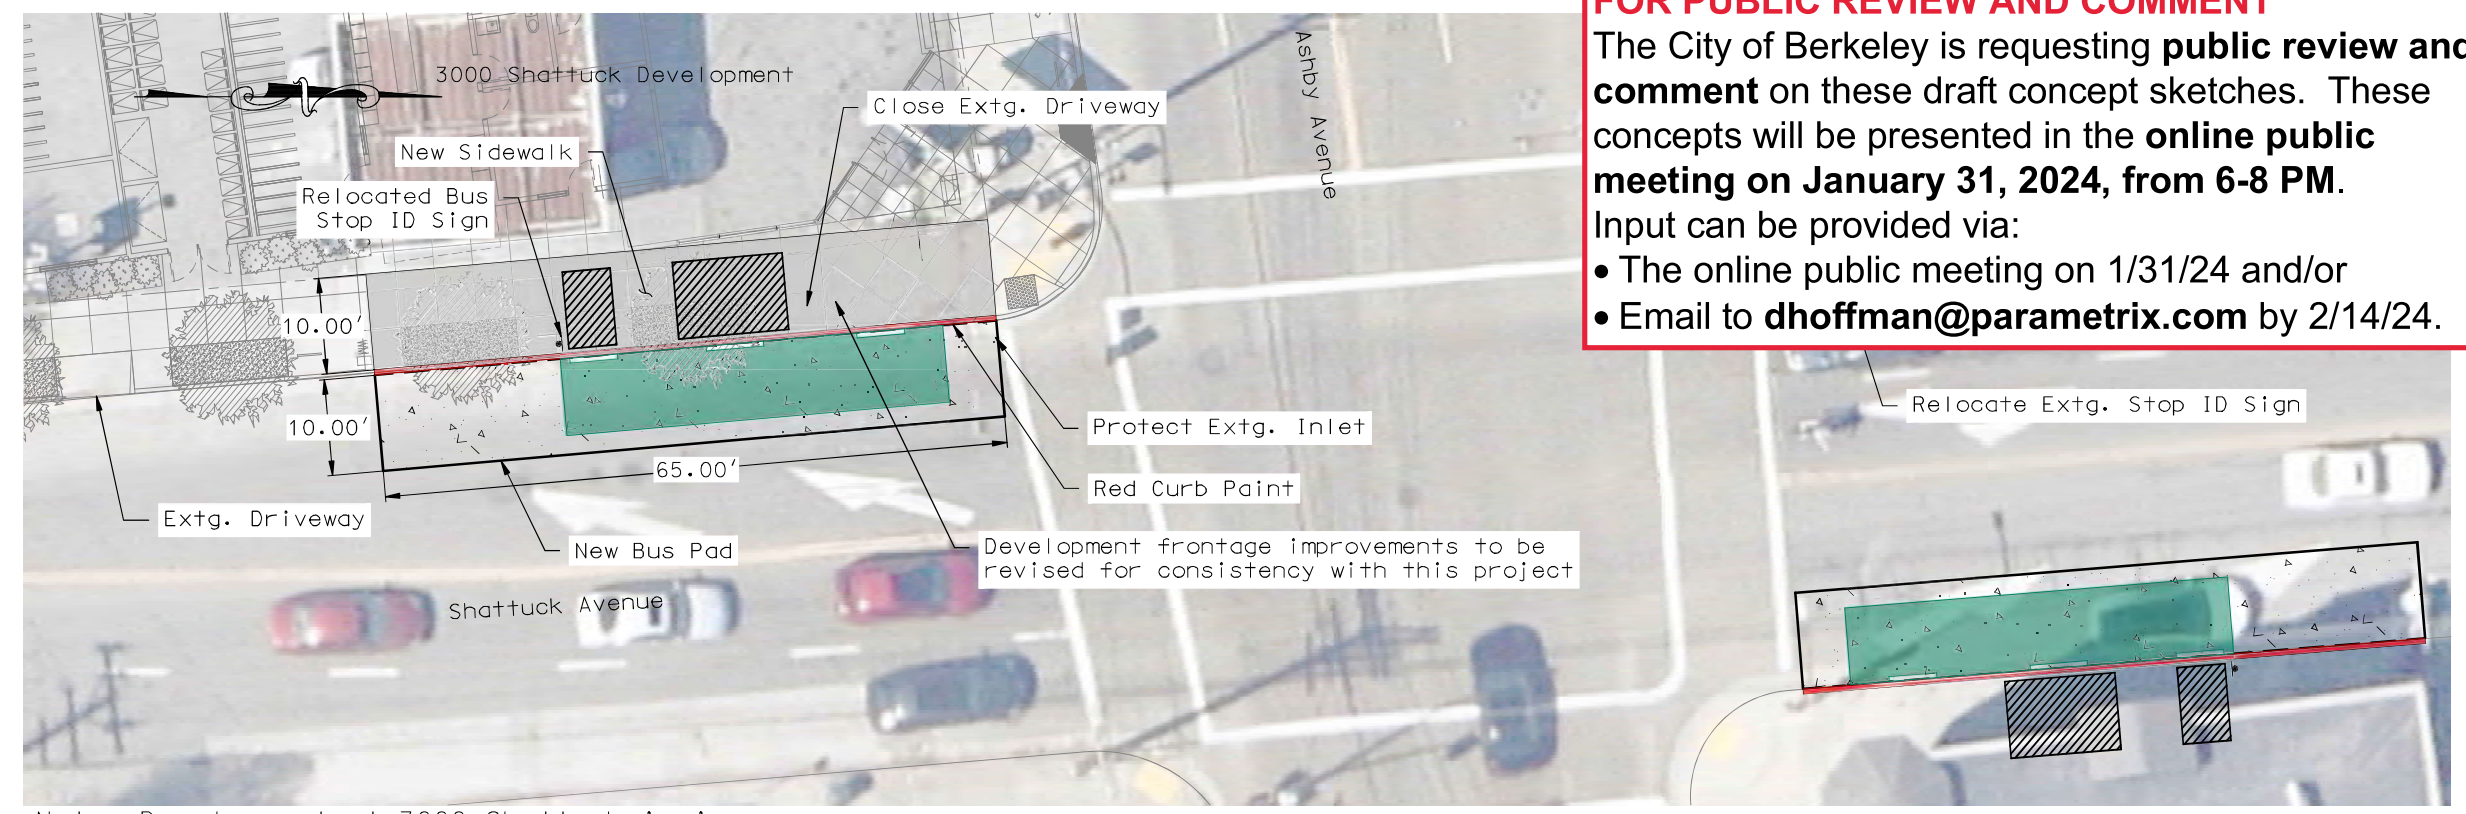 FOR PUBLIC REVIEW AND COMMENT
The City of Berkeley is requesting public review and
comment on these draft concept sketches. These
concepts will be presented in the online public
meeting on January 31, 2024, from 6-8 PM.
Input can be provided via:
• The online public meeting on 1/31/24 and/or
• Email to dhoffman@parametrix.com by 2/14/24.
3000 Shattuck Development
Ashby Avenue
Close Extg. Driveway
New Sidewalk
Relocated Bus
Stop ID Sign
10.00'
10.00'
65.00'
Protect Extg. Inlet
Relocate Extg. Stop ID Sign
Red Curb Paint
Extg. Driveway
New Bus Pad
Development frontage improvements to be
revised for consistency with this project
Shattuck Avenue